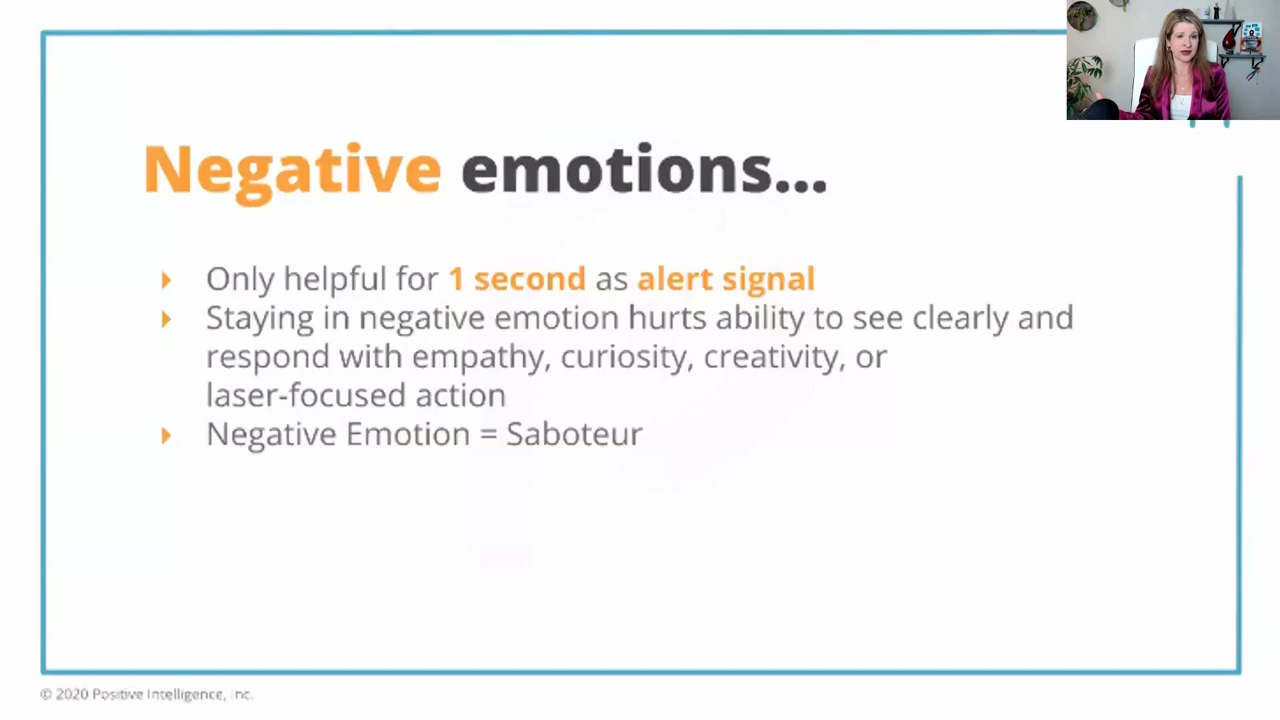 Negative emotions...
Only helpful for 1 second as alert signal
Staying in negative emotion hurts ability to see clearly and
respond with empathy, curiosity, creativity, or
laser-focused action
Negative Emotion = Saboteur
© 2020 Positive Intelligence, Inc.